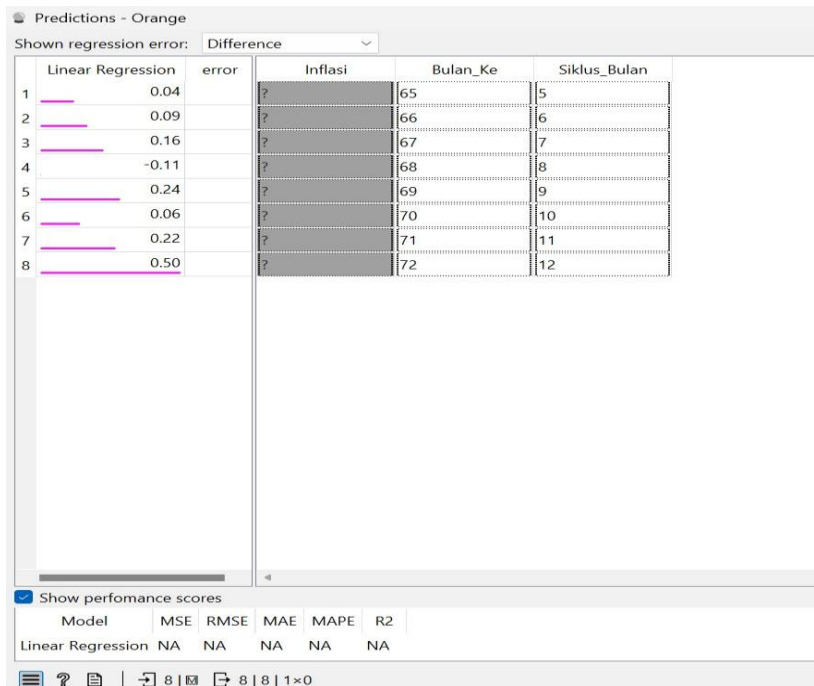 Predictions - Orange
Shown regression error: Difference
Linear Regression error Inflasi Bulan_Ke Siklus_Bulan
1 0.04 ? 65 5
2 0.09 ? 66 6
3 0.16 ? 67 7
4 -0.11 ? 68 8
5 0.24 ? 69 9
6 0.06 ? 70 10
7 0.22 ? 71 11
8 0.50 ? 72 12
Show perfomance scores
Model MSE RMSE MAE MAPE R2
Linear Regression NA NA NA NA NA
? 8 | M 8 | 8 | 1×0